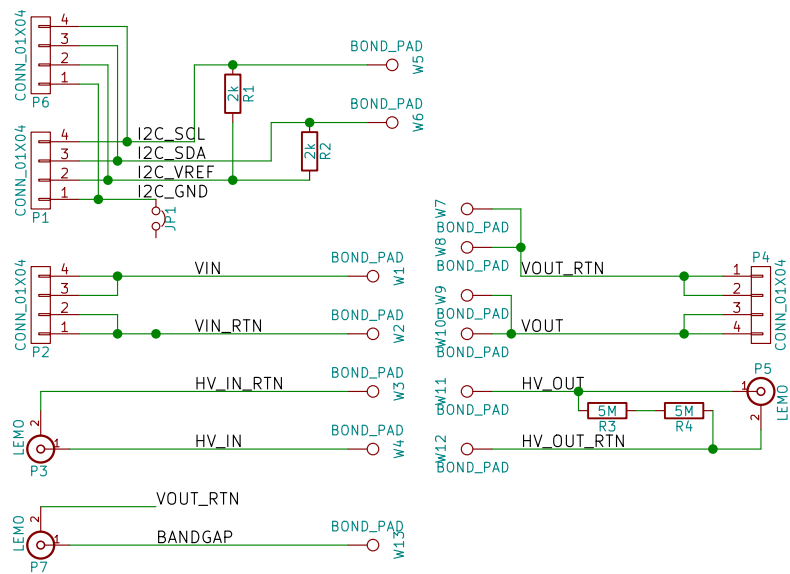 4
3
2
1
CONN_01X04
P6
BOND_PAD
W5
2k
R1
BOND_PAD
W6
2k
R2
4
3
2
1
CONN_01X04
P1
I2C_SCL
I2C_SDA
I2C_VREF
I2C_GND
JP1
4
3
2
1
CONN_01X04
P2
VIN
BOND_PAD
W1
VIN_RTN
BOND_PAD
W2
HV_IN_RTN
BOND_PAD
W3
2
1
LEMO
P3
HV_IN
BOND_PAD
W4
VOUT_RTN
2
1
LEMO
P7
BANDGAP
BOND_PAD
W13
W7
BOND_PAD
W8
BOND_PAD
VOUT_RTN
W9
BOND_PAD
W10
BOND_PAD
VOUT
P4
1
2
3
4
CONN_01X04
W11
BOND_PAD
HV_OUT
P5
1
2
LEMO
5M
R3
5M
R4
W12
BOND_PAD
HV_OUT_RTN